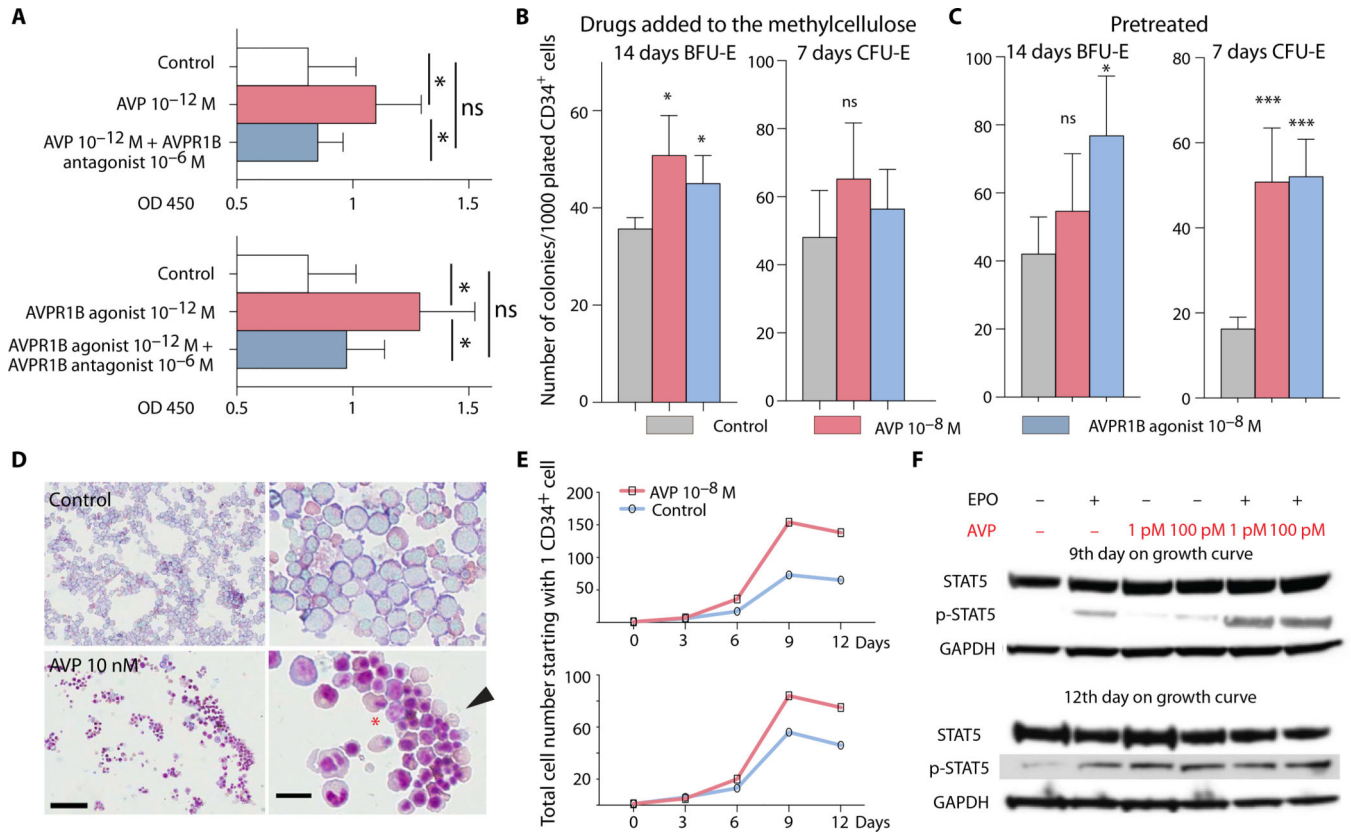 A
Control
AVP 10⁻¹² M
AVP 10⁻¹² M + AVPR1B
antagonist 10⁻⁶ M
*
*
ns
OD 450
0.5
1
1.5
Control
AVPR1B agonist 10⁻¹² M
AVPR1B agonist 10⁻¹² M +
AVPR1B antagonist 10⁻⁶ M
*
*
ns
OD 450
0.5
1
1.5
B
Drugs added to the methylcellulose
Number of colonies/1000 plated CD34⁺ cells
14 days BFU-E
60
40
20
0
*
*
7 days CFU-E
100
80
60
40
20
0
ns
C
Pretreated
14 days BFU-E
100
80
60
40
20
0
ns
*
7 days CFU-E
80
60
40
20
0
***
***
Control
AVP 10⁻⁸ M
AVPR1B agonist 10⁻⁸ M
D
Control
AVP 10 nM
*
E
Total cell number starting with 1 CD34⁺ cell
AVP 10⁻⁸ M
Control
200
150
100
50
0
3
6
9
12
Days
100
60
20
0
3
6
9
12
Days
F
EPO – + – – + +
AVP – – 1 pM 100 pM 1 pM 100 pM
9th day on growth curve
STAT5
p-STAT5
GAPDH
12th day on growth curve
STAT5
p-STAT5
GAPDH